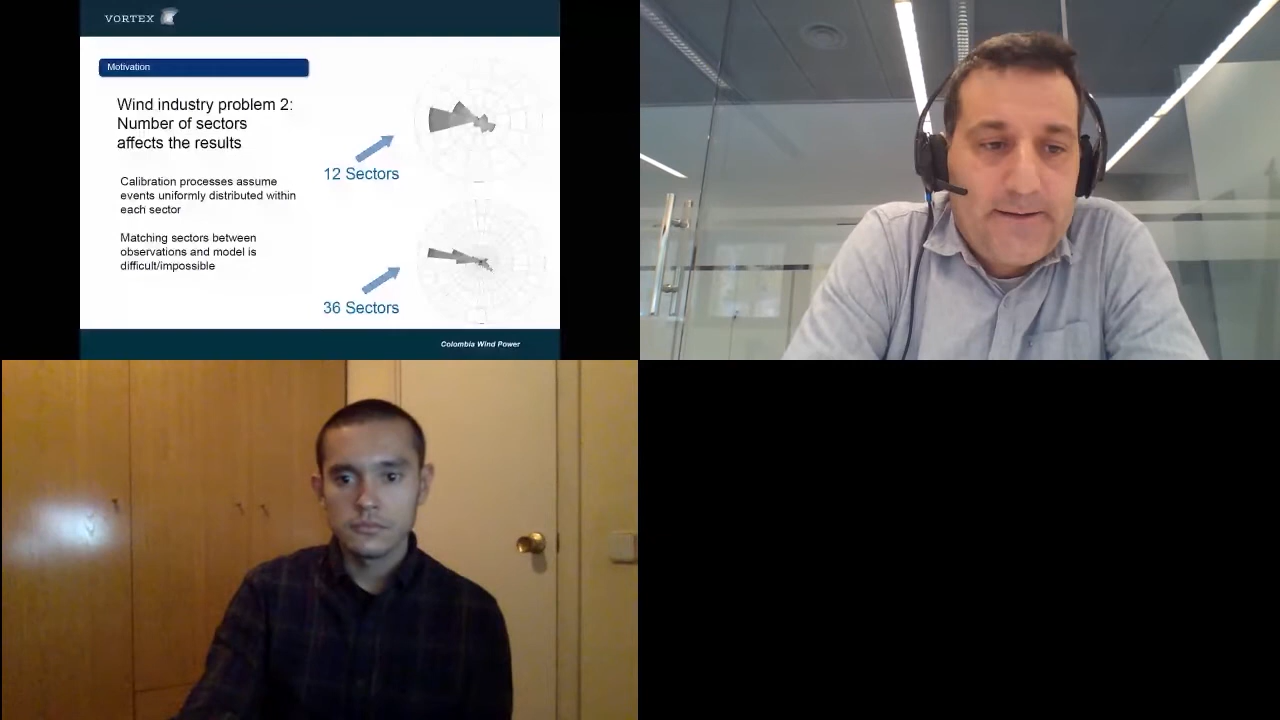 VORTEX
Motivation
Wind industry problem 2:
Number of sectors
affects the results
Calibration processes assume
events uniformly distributed within
each sector
Matching sectors between
observations and model is
difficult/impossible
12 Sectors
36 Sectors
Colombia Wind Power